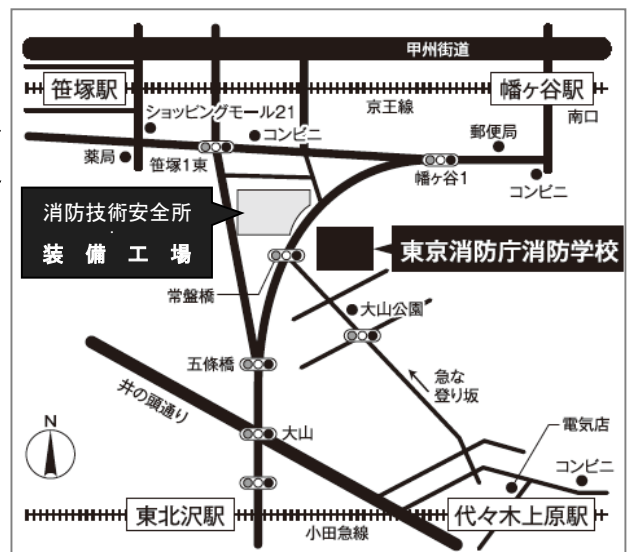 甲州街道
笹塚駅
幡ヶ谷駅
京王線
南口
ショッピングモール21
コンビニ
郵便局
薬局
笹塚1東
幡ヶ谷1
コンビニ
消防技術安全所
・
装備工場
東京消防庁消防学校
常盤橋
大山公園
五條橋
急な
登り坂
井の頭通り
N
大山
電気店
コンビニ
東北沢駅
小田急線
代々木上原駅